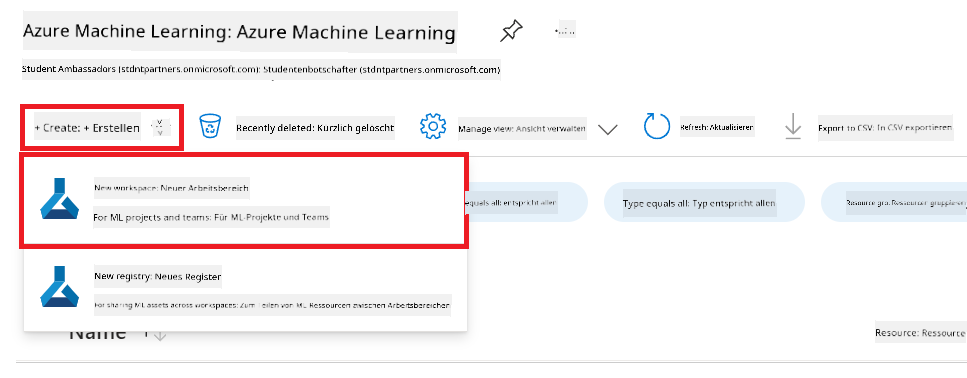 Azure Machine Learning: Azure Machine Learning
Student Ambassadors (stdntpartners.onmicrosoft.com): Studentenbotschafter (stdntpartners.onmicrosoft.com)
+ Create: + Erstellen
Recently deleted: Kürzlich gelöscht
Manage view: Ansicht verwalten
Refresh: Aktualisieren
Export to CSV: In CSV exportieren
New workspace: Neuer Arbeitsbereich
For ML projects and teams: Für ML-Projekte und Teams
equals all: entspricht allen
Type equals all: Typ entspricht allen
Resource gro: Ressourcen gruppieren
New registry: Neues Register
For sharing ML assets across workspaces: Zum Teilen von ML Ressourcen zwischen Arbeitsbereichen
Name
Resource: Ressource